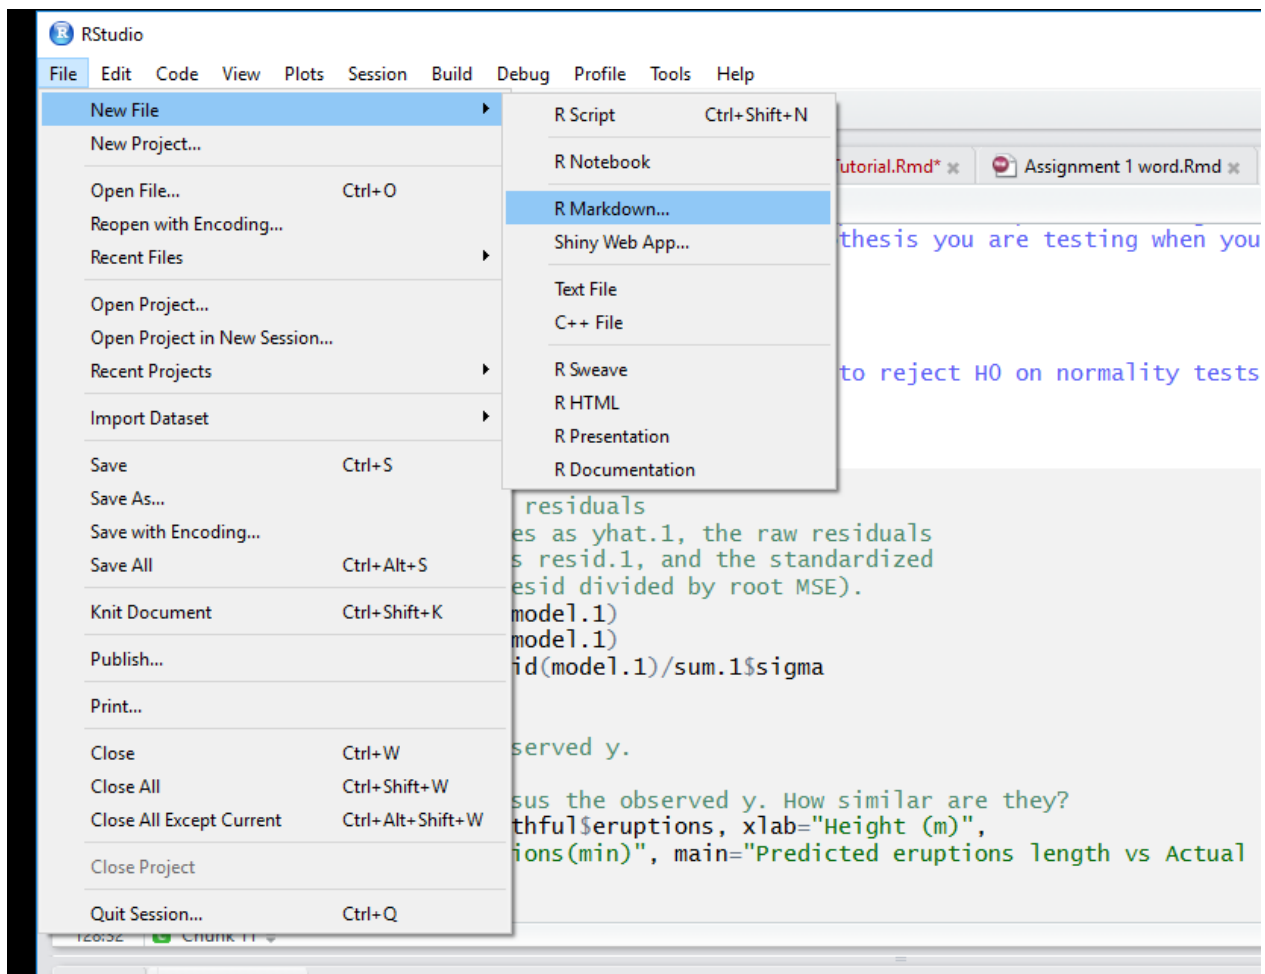 RStudio
File Edit Code View Plots Session Build Debug Profile Tools Help
New File
New Project...
Open File... Ctrl+O
Reopen with Encoding...
Recent Files
Open Project...
Open Project in New Session...
Recent Projects
Import Dataset
Save Ctrl+S
Save As...
Save with Encoding...
Save All Ctrl+Alt+S
Knit Document Ctrl+Shift+K
Publish...
Print...
Close Ctrl+W
Close All Ctrl+Shift+W
Close All Except Current Ctrl+Alt+Shift+W
Close Project
Quit Session... Ctrl+Q
R Script Ctrl+Shift+N
R Notebook
R Markdown...
Shiny Web App...
Text File
C++ File
R Sweave
R HTML
R Presentation
R Documentation
utorial.Rmd* Assignment 1 word.Rmd
thesis you are testing when you
to reject H0 on normality tests
residuals
es as yhat.1, the raw residuals
s resid.1, and the standardized
esid divided by root MSE).
model.1)
model.1)
id(model.1)/sum.1$sigma
served y.
sus the observed y. How similar are they?
thful$eruptions, xlab="Height (m)",
ions(min)", main="Predicted eruptions length vs Actual
128:52 Chunk 11